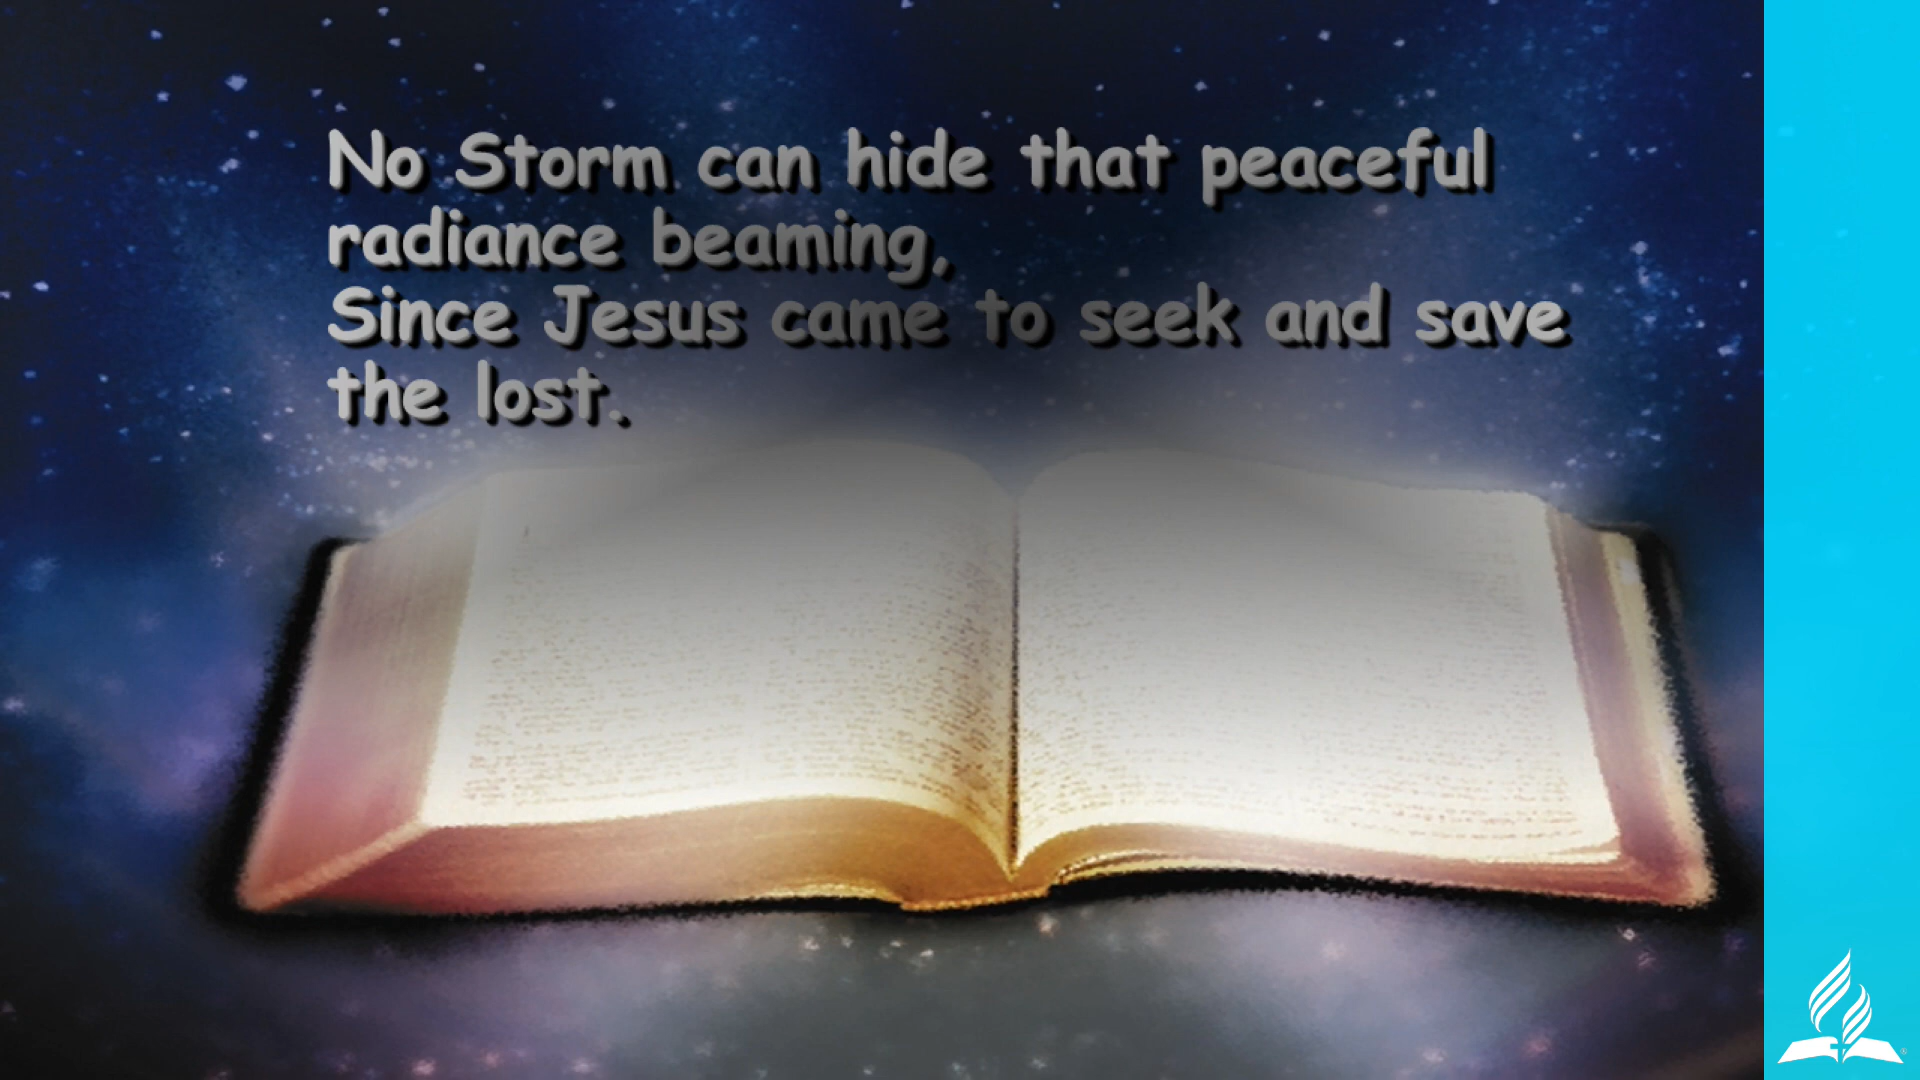 No Storm can hide that peaceful
radiance beaming,
Since Jesus came to seek and save
the lost.